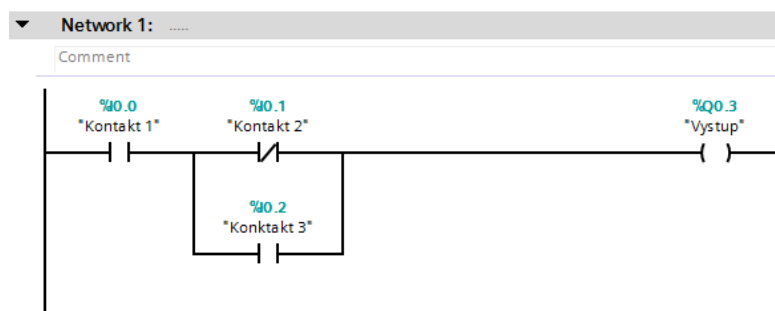 Network 1: .....
Comment
%I0.0
"Kontakt 1"
%I0.1
"Kontakt 2"
%Q0.3
"Vystup"
%I0.2
"Konktakt 3"